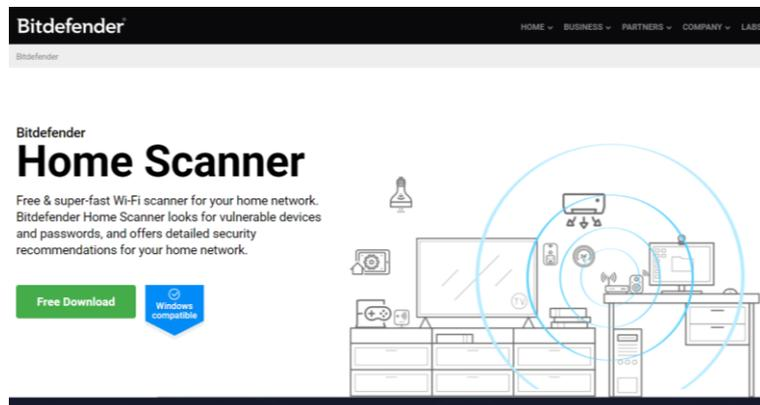 Bitdefender
HOME BUSINESS PARTNERS COMPANY LABS
Bitdefender
Bitdefender
Home Scanner
Free & super-fast Wi-Fi scanner for your home network.
Bitdefender Home Scanner looks for vulnerable devices
and passwords, and offers detailed security
recommendations for your home network.
Free Download
Windows
compatible
TV